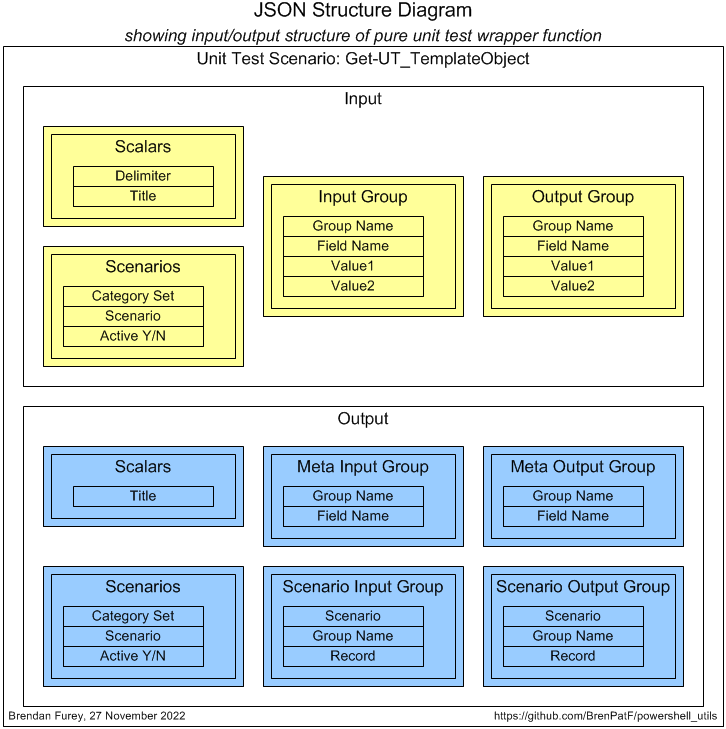 JSON Structure Diagram
showing input/output structure of pure unit test wrapper function
Unit Test Scenario: Get-UT_TemplateObject
Input
Scalars
Delimiter
Title
Scenarios
Category Set
Scenario
Active Y/N
Input Group
Group Name
Field Name
Value1
Value2
Output Group
Group Name
Field Name
Value1
Value2
Output
Scalars
Title
Meta Input Group
Group Name
Field Name
Meta Output Group
Group Name
Field Name
Scenarios
Category Set
Scenario
Active Y/N
Scenario Input Group
Scenario
Group Name
Record
Scenario Output Group
Scenario
Group Name
Record
Brendan Furey, 27 November 2022
https://github.com/BrenPatF/powershell_utils